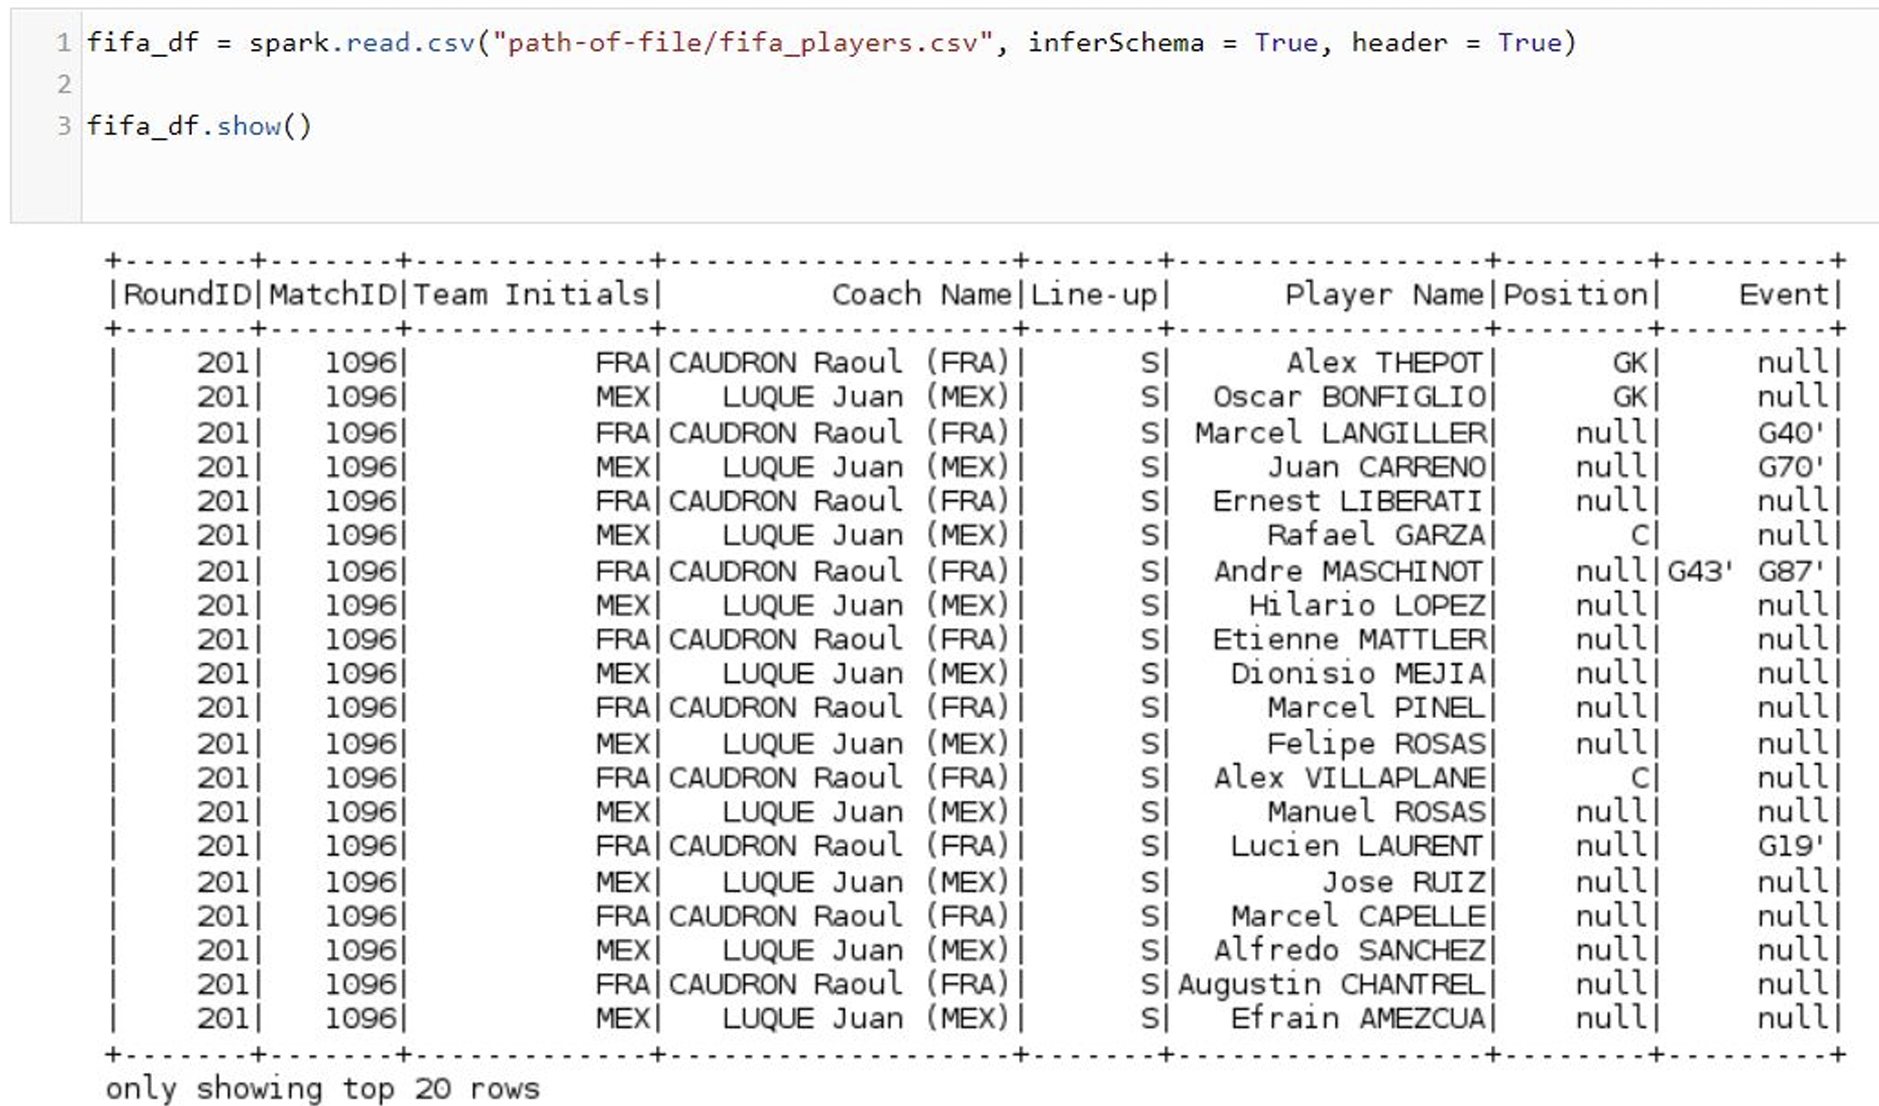 1 fifa_df = spark.read.csv("path-of-file/fifa_players.csv", inferSchema = True, header = True)
2
3 fifa_df.show()
+-------+-------+-------------+------------------+-------+-----------------+--------+---------+
|RoundID|MatchID|Team Initials|        Coach Name|Line-up|      Player Name|Position|    Event|
+-------+-------+-------------+------------------+-------+-----------------+--------+---------+
|    201|   1096|          FRA|CAUDRON Raoul (FRA)|      S|      Alex THEPOT|      GK|     null|
|    201|   1096|          MEX|   LUQUE Juan (MEX)|      S|  Oscar BONFIGLIO|      GK|     null|
|    201|   1096|          FRA|CAUDRON Raoul (FRA)|      S| Marcel LANGILLER|    null|     G40'|
|    201|   1096|          MEX|   LUQUE Juan (MEX)|      S|     Juan CARRENO|    null|     G70'|
|    201|   1096|          FRA|CAUDRON Raoul (FRA)|      S|  Ernest LIBERATI|    null|     null|
|    201|   1096|          MEX|   LUQUE Juan (MEX)|      S|     Rafael GARZA|       C|     null|
|    201|   1096|          FRA|CAUDRON Raoul (FRA)|      S|  Andre MASCHINOT|    null|G43' G87'|
|    201|   1096|          MEX|   LUQUE Juan (MEX)|      S|    Hilario LOPEZ|    null|     null|
|    201|   1096|          FRA|CAUDRON Raoul (FRA)|      S|  Etienne MATTLER|    null|     null|
|    201|   1096|          MEX|   LUQUE Juan (MEX)|      S|   Dionisio MEJIA|    null|     null|
|    201|   1096|          FRA|CAUDRON Raoul (FRA)|      S|     Marcel PINEL|    null|     null|
|    201|   1096|          MEX|   LUQUE Juan (MEX)|      S|     Felipe ROSAS|    null|     null|
|    201|   1096|          FRA|CAUDRON Raoul (FRA)|      S|  Alex VILLAPLANE|       C|     null|
|    201|   1096|          MEX|   LUQUE Juan (MEX)|      S|     Manuel ROSAS|    null|     null|
|    201|   1096|          FRA|CAUDRON Raoul (FRA)|      S|   Lucien LAURENT|    null|     G19'|
|    201|   1096|          MEX|   LUQUE Juan (MEX)|      S|        Jose RUIZ|    null|     null|
|    201|   1096|          FRA|CAUDRON Raoul (FRA)|      S|   Marcel CAPELLE|    null|     null|
|    201|   1096|          MEX|   LUQUE Juan (MEX)|      S|  Alfredo SANCHEZ|    null|     null|
|    201|   1096|          FRA|CAUDRON Raoul (FRA)|      S|Augustin CHANTREL|    null|     null|
|    201|   1096|          MEX|   LUQUE Juan (MEX)|      S|   Efrain AMEZCUA|    null|     null|
+-------+-------+-------------+------------------+-------+-----------------+--------+---------+
only showing top 20 rows